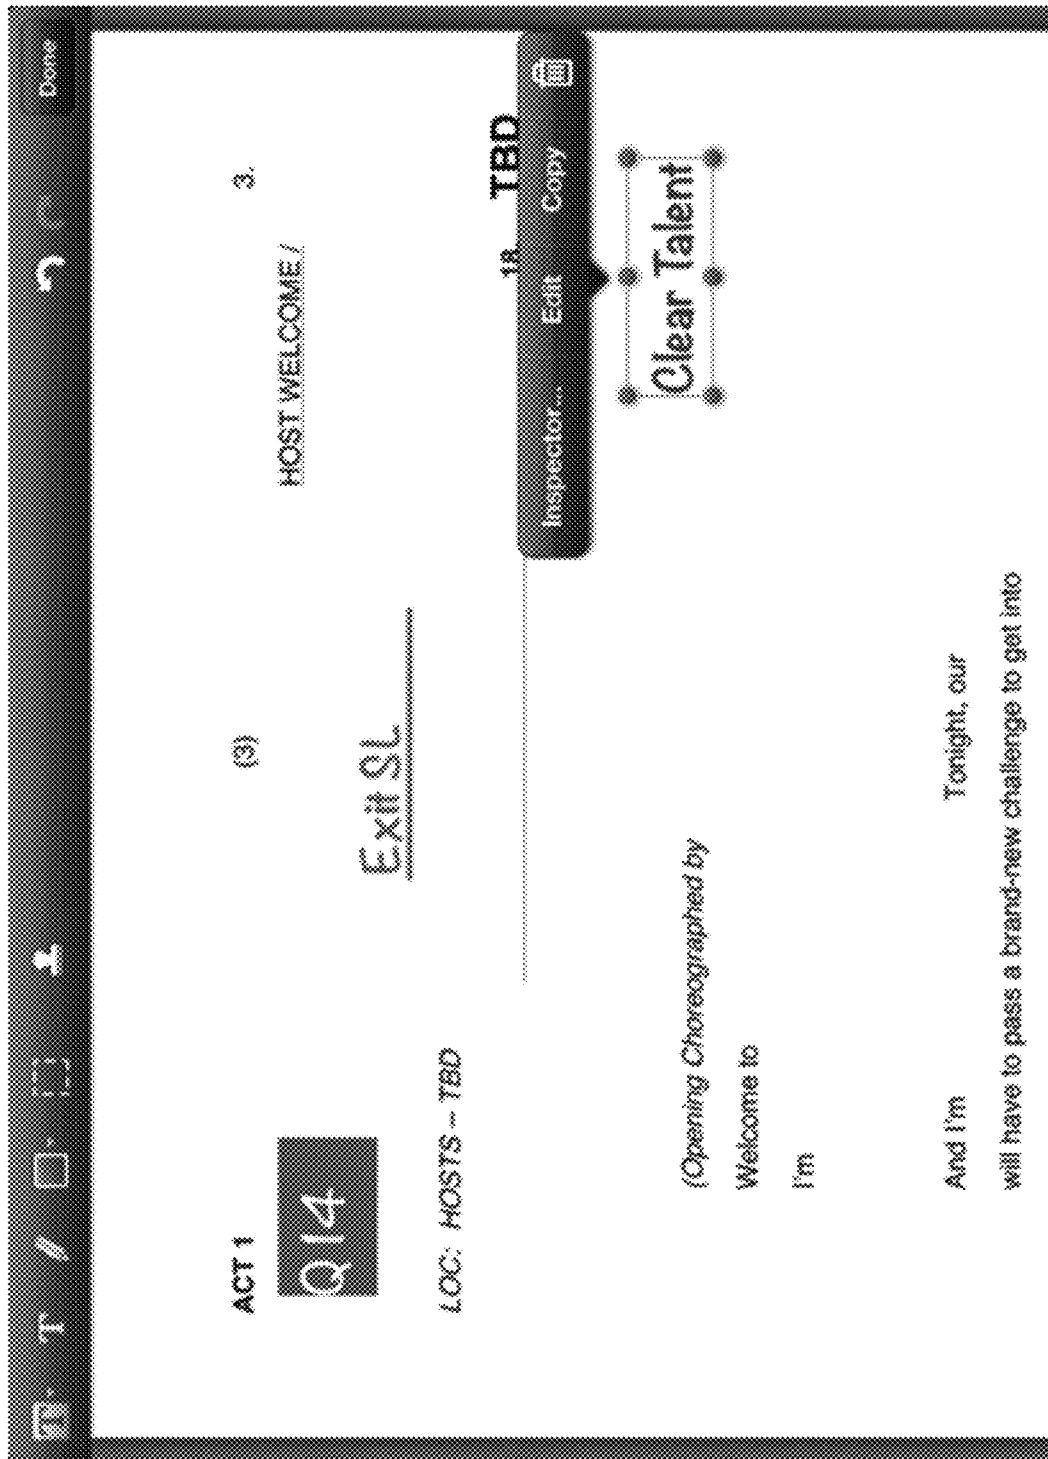 T Done
ACT 1 (3) 3.
Q14 HOST WELCOME /
Exit SL
LOC: HOSTS – TBD
18 TBD
Inspector... Edit Copy
Clear Talent
(Opening Choreographed by
Welcome to
I'm
And I'm Tonight, our
will have to pass a brand-new challenge to get into